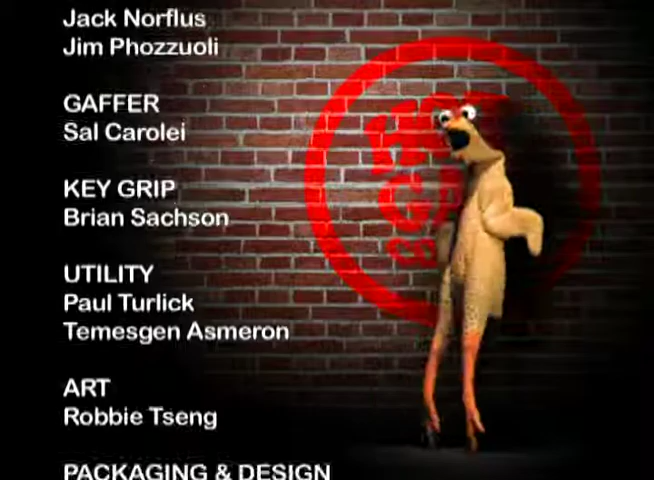 Jack Norflus
Jim Phozzuoli
GAFFER
Sal Carolei
KEY GRIP
Brian Sachson
UTILITY
Paul Turlick
Temesgen Asmeron
ART
Robbie Tseng
PACKAGING & DESIGN